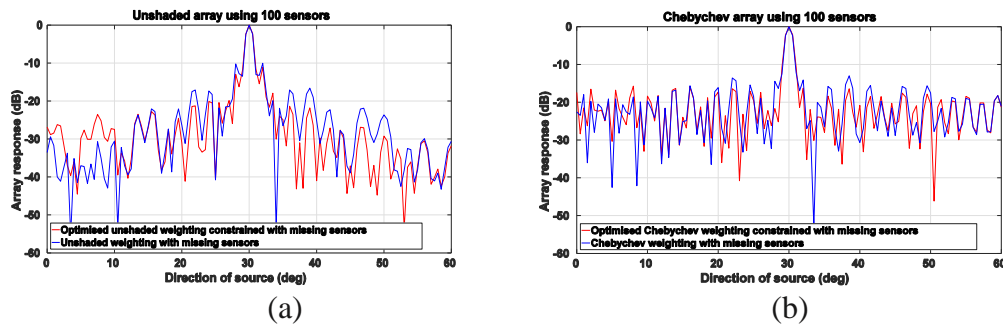 Unshaded array using 100 sensors
0
-10
-20
-30
-40
-50
-60
Array response (dB)
Optimised unshaded weighting constrained with missing sensors
Unshaded weighting with missing sensors
0 10 20 30 40 50 60
Direction of source (deg)
(a)
Chebychev array using 100 sensors
0
-10
-20
-30
-40
-50
-60
Array response (dB)
Optimised Chebychev weighting constrained with missing sensors
Chebychev weighting with missing sensors
0 10 20 30 40 50 60
Direction of source (deg)
(b)